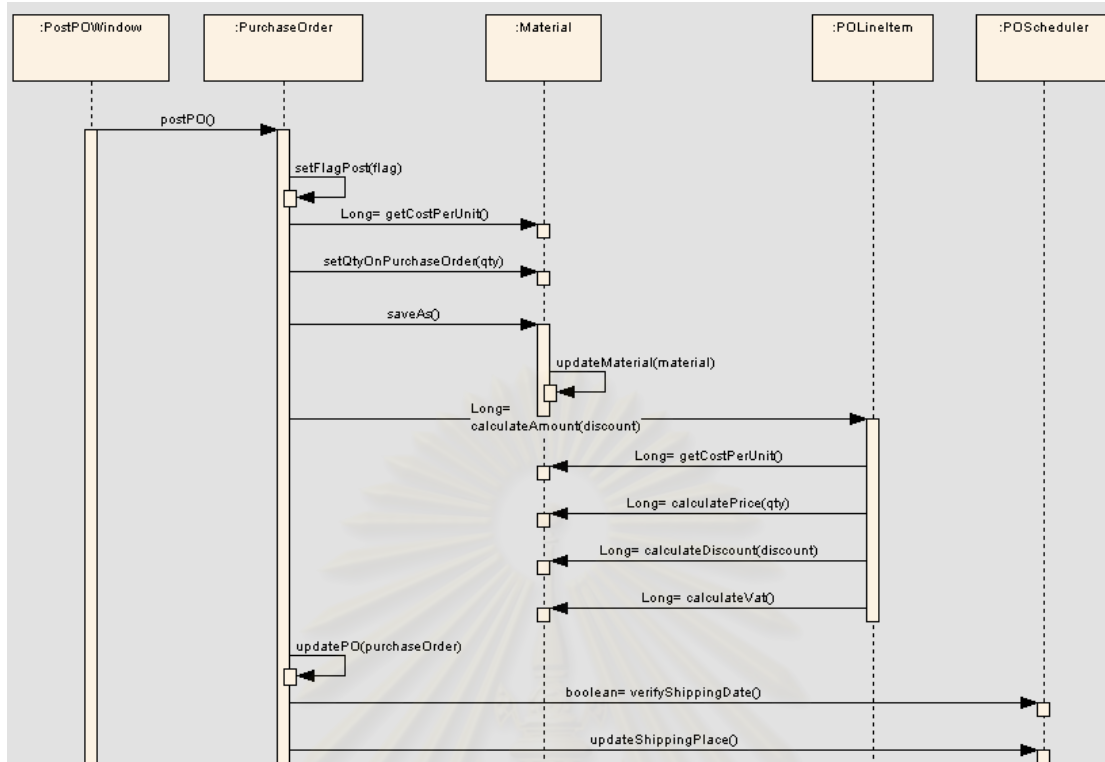 :PostPOWindow
:PurchaseOrder
:Material
:POLineItem
:POScheduler
postPO()
setFlagPost(flag)
Long= getCostPerUnit()
setQtyOnPurchaseOrder(qty)
saveAs()
updateMaterial(material)
Long=
calculateAmount(discount)
Long= getCostPerUnit()
Long= calculatePrice(qty)
Long= calculateDiscount(discount)
Long= calculateVat()
updatePO(purchaseOrder)
boolean= verifyShippingDate()
updateShippingPlace()